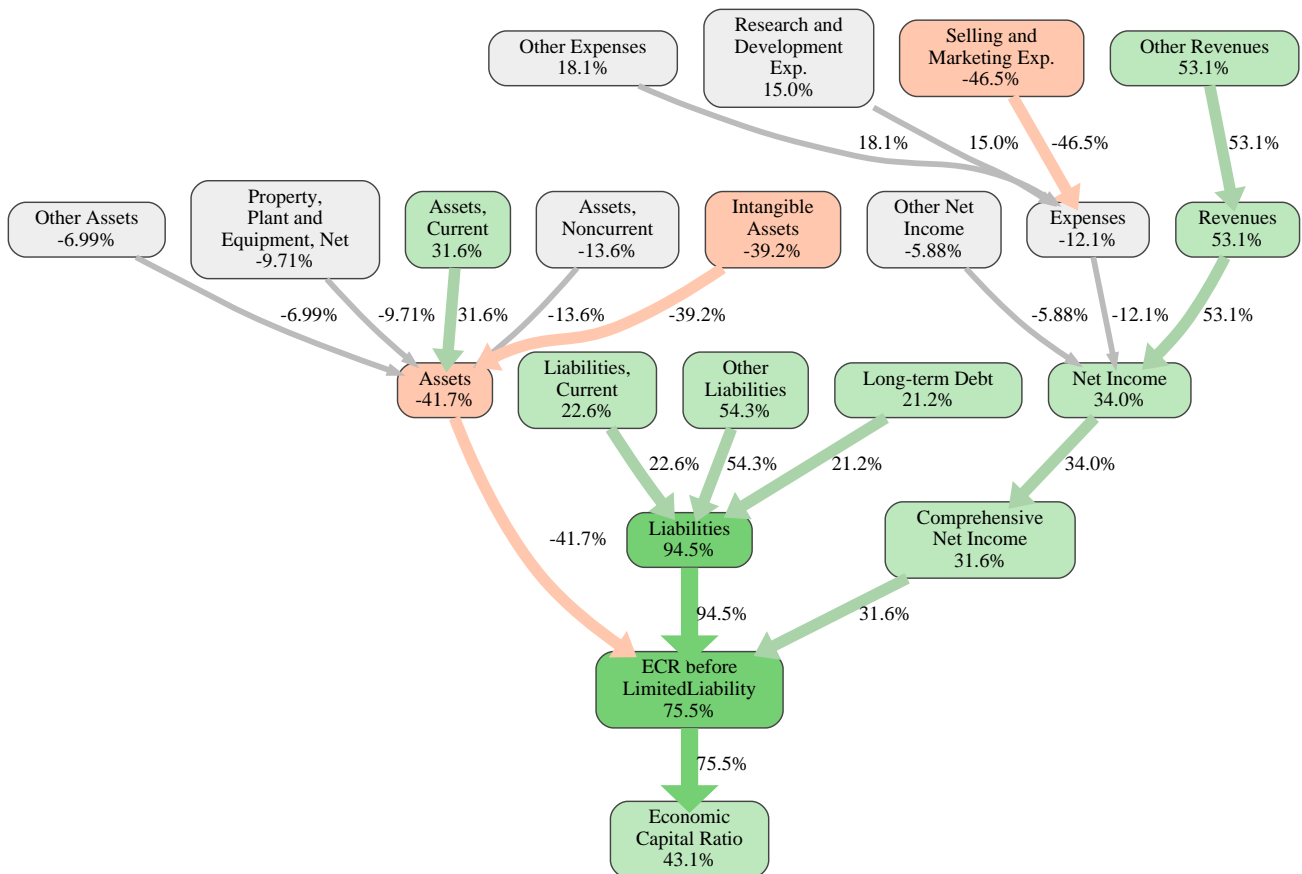 Other Expenses
18.1%
Research and
Development
Exp.
15.0%
Selling and
Marketing Exp.
-46.5%
Other Revenues
53.1%
18.1%
15.0%
-46.5%
53.1%
Other Assets
-6.99%
Property,
Plant and
Equipment, Net
-9.71%
Assets,
Current
31.6%
Assets,
Noncurrent
-13.6%
Intangible
Assets
-39.2%
Other Net
Income
-5.88%
Expenses
-12.1%
Revenues
53.1%
-6.99%
-9.71%
31.6%
-13.6%
-39.2%
-5.88%
-12.1%
53.1%
Assets
-41.7%
Liabilities,
Current
22.6%
Other
Liabilities
54.3%
Long-term Debt
21.2%
Net Income
34.0%
22.6%
54.3%
21.2%
34.0%
-41.7%
Liabilities
94.5%
Comprehensive
Net Income
31.6%
94.5%
31.6%
ECR before
LimitedLiability
75.5%
75.5%
Economic
Capital Ratio
43.1%